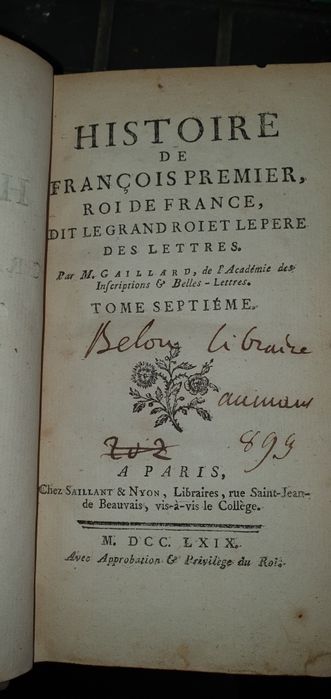 HISTOIRE
DE
FRANÇOIS PREMIER,
ROI DE FRANCE,
DIT LE GRAND ROI ET LE PERE
DES LETTRES.
Par M. GAILLARD, de l'Académie des
Inscriptions & Belles-Lettres.
TOME SEPTIÉME.
Belon libraire
au mans
202 899
A PARIS,
Chez SAILLANT & NYON, Libraires, rue Saint-Jean-
de Beauvais, vis-à-vis le Collège.
M. DCC. LXIX.
Avec Approbation & Privilège du Roi.